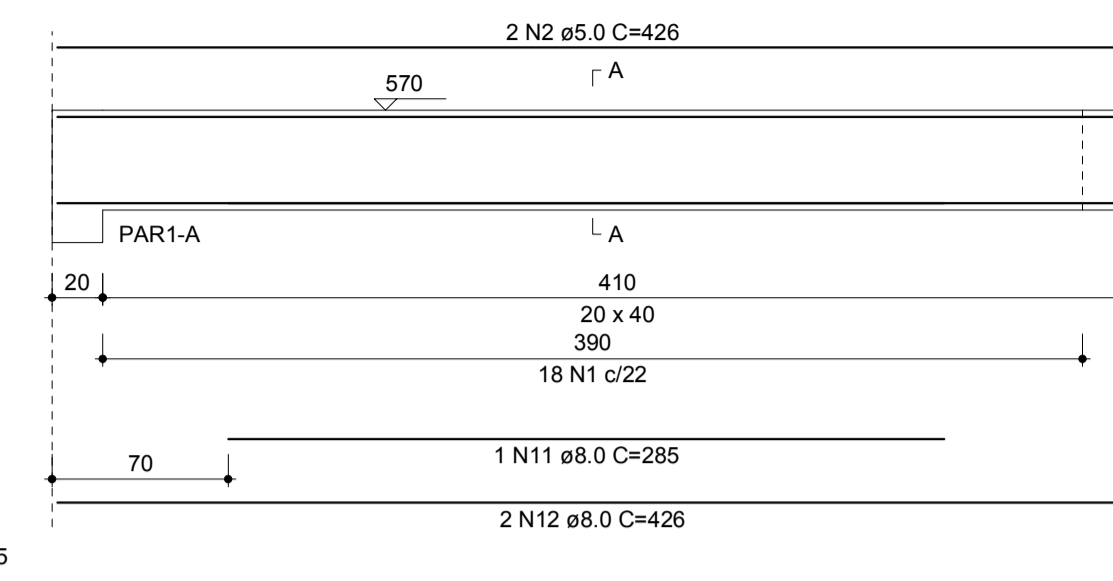 2 N2 ø5.0 C=426
A
570
A
PAR1-A
20
410
20 x 40
390
18 N1 c/22
1 N11 ø8.0 C=285
70
2 N12 ø8.0 C=426
5